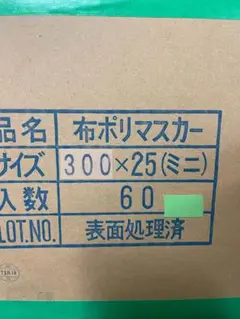 品名 布ポリマスカー
サイズ 300×25(ミニ)
入数 60
LOT.NO. 表面処理済